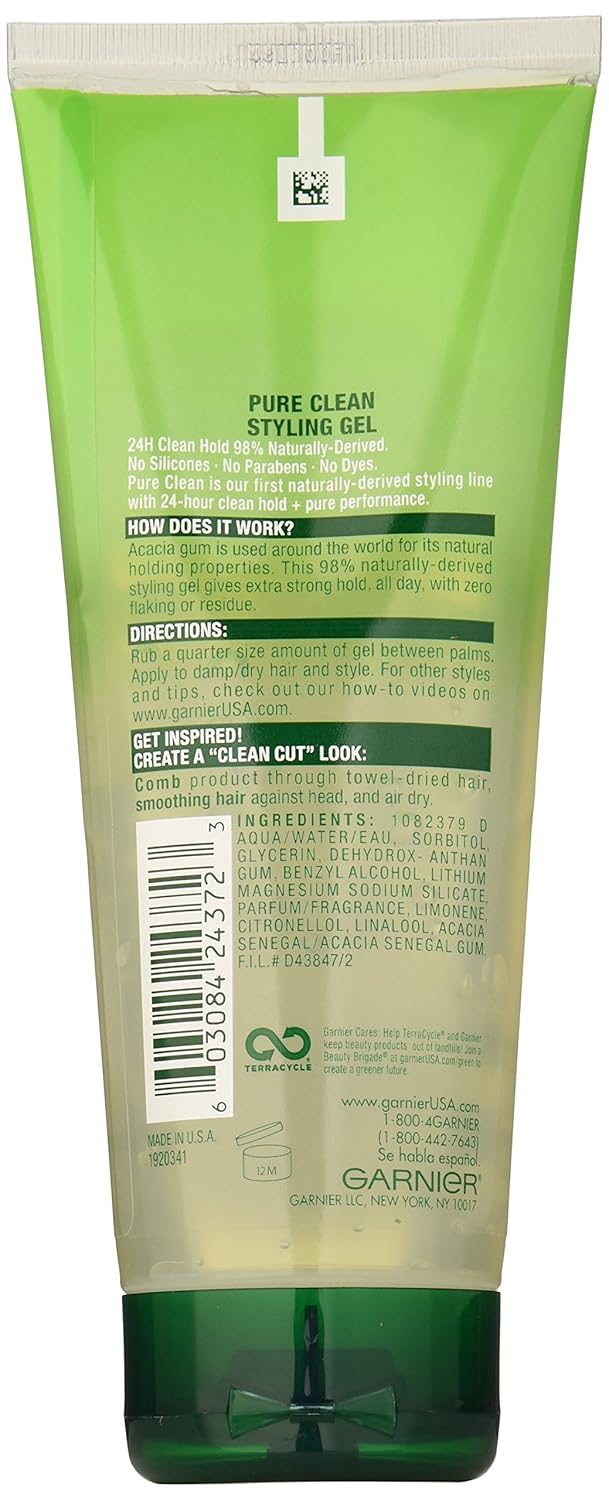 PURE CLEAN
STYLING GEL
24H Clean Hold 98% Naturally-Derived.
No Silicones · No Parabens · No Dyes.
Pure Clean is our first naturally-derived styling line
with 24-hour clean hold + pure performance.
HOW DOES IT WORK?
Acacia gum is used around the world for its natural
holding properties. This 98% naturally-derived
styling gel gives extra strong hold, all day, with zero
flaking or residue.
DIRECTIONS:
Rub a quarter size amount of gel between palms.
Apply to damp/dry hair and style. For other styles
and tips, check out our how-to videos on
www.garnierUSA.com.
GET INSPIRED!
CREATE A "CLEAN CUT" LOOK:
Comb product through towel-dried hair,
smoothing hair against head, and air dry.
INGREDIENTS: 1082379 D
AQUA/WATER/EAU, SORBITOL,
GLYCERIN, DEHYDROX- ANTHAN
GUM, BENZYL ALCOHOL, LITHIUM
MAGNESIUM SODIUM SILICATE,
PARFUM/FRAGRANCE, LIMONENE,
CITRONELLOL, LINALOOL, ACACIA
SENEGAL/ACACIA SENEGAL GUM,
F.I.L.# D43847/2
6 03084 24372 3
TERRACYCLE®
Garnier Cares: Help TerraCycle® and Garnier
keep beauty products out of landfills! Join a
Beauty Brigade® at garnierUSA.com/green to
create a greener future.
www.garnierUSA.com
1-800-4GARNIER
(1-800-442-7643)
Se habla español.
MADE IN U.S.A.
1920341
12M
GARNIER®
GARNIER LLC, NEW YORK, NY 10017